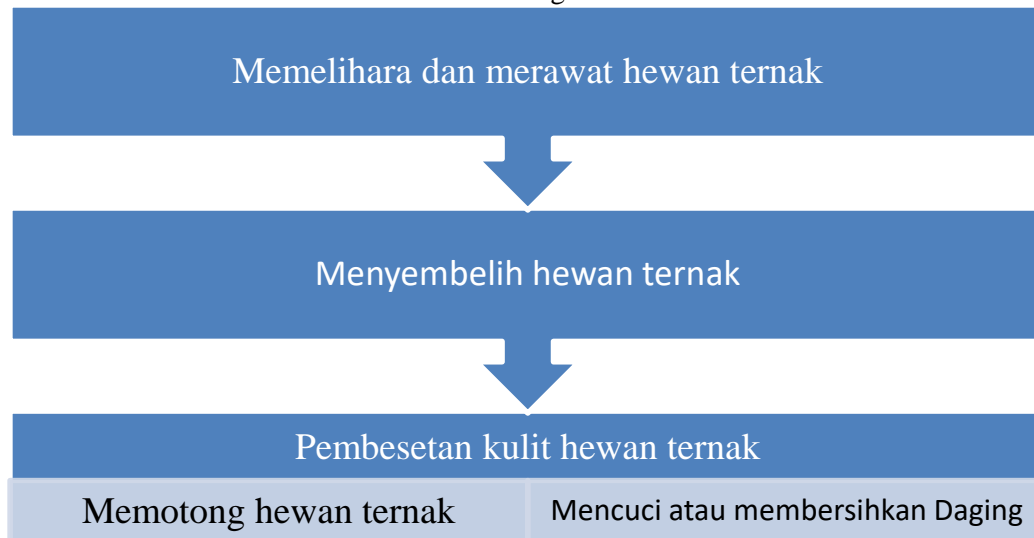 Memelihara dan merawat hewan ternak
Menyembelih hewan ternak
Pembesetan kulit hewan ternak
Memotong hewan ternak
Mencuci atau membersihkan Daging